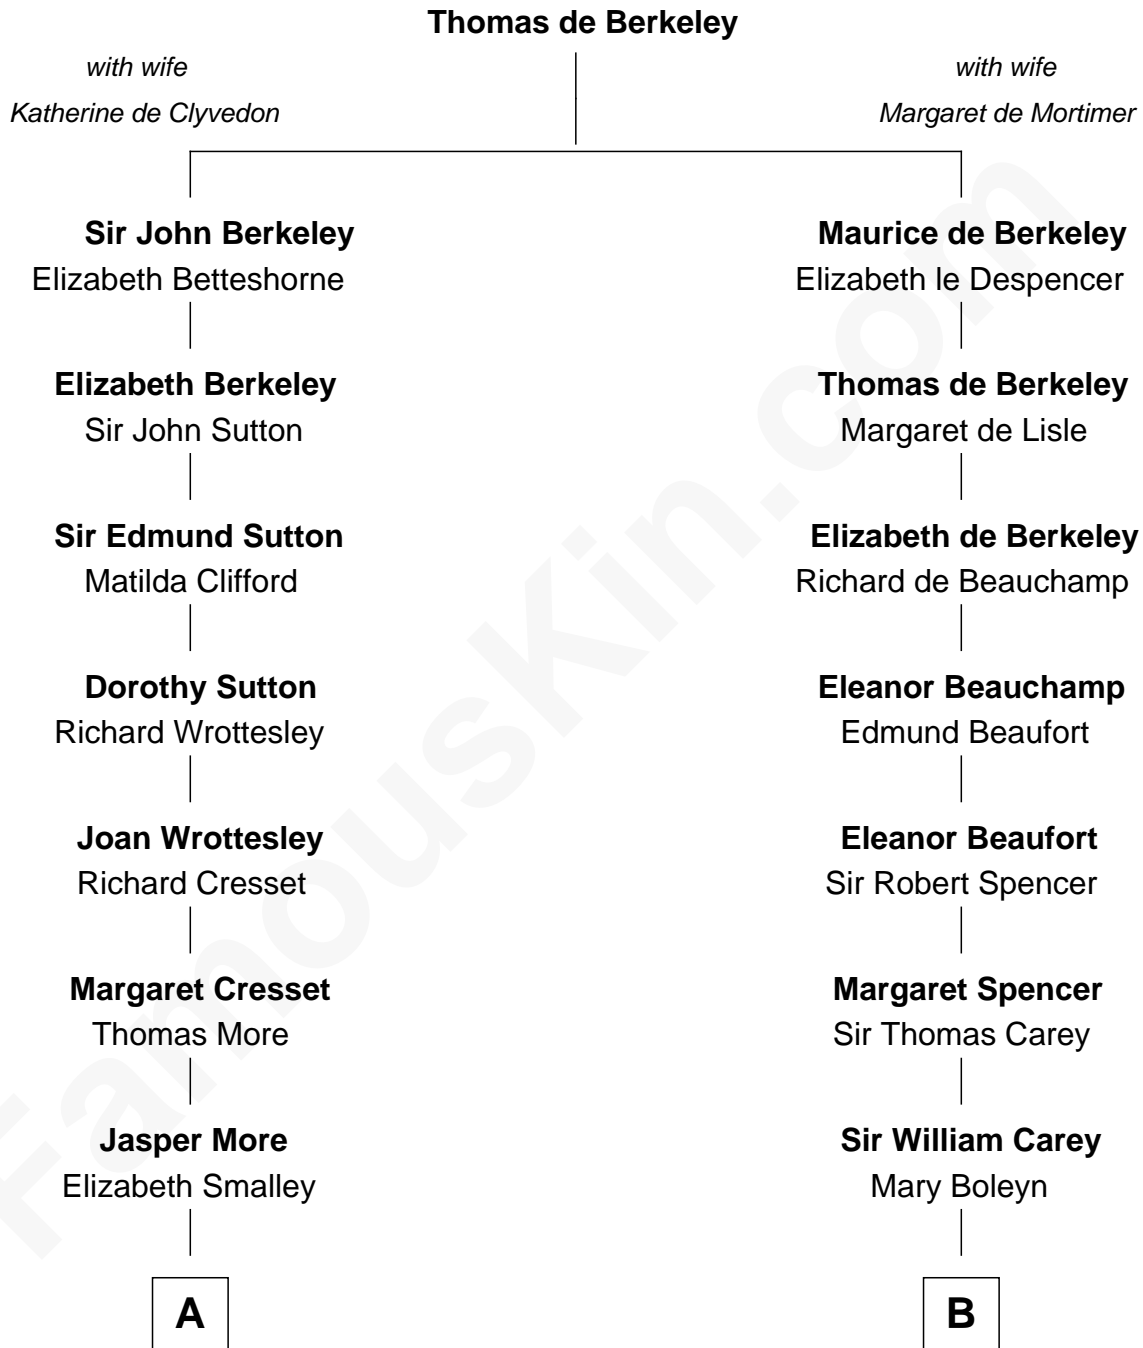 Thomas de Berkeley
with wife
Katherine de Clyvedon
with wife
Margaret de Mortimer
Sir John Berkeley
Elizabeth Betteshorne
Maurice de Berkeley
Elizabeth le Despencer
Elizabeth Berkeley
Sir John Sutton
Thomas de Berkeley
Margaret de Lisle
Sir Edmund Sutton
Matilda Clifford
Elizabeth de Berkeley
Richard de Beauchamp
Dorothy Sutton
Richard Wrottesley
Eleanor Beauchamp
Edmund Beaufort
Joan Wrottesley
Richard Cresset
Eleanor Beaufort
Sir Robert Spencer
Margaret Cresset
Thomas More
Margaret Spencer
Sir Thomas Carey
Jasper More
Elizabeth Smalley
Sir William Carey
Mary Boleyn
A
B
FamousKin.com